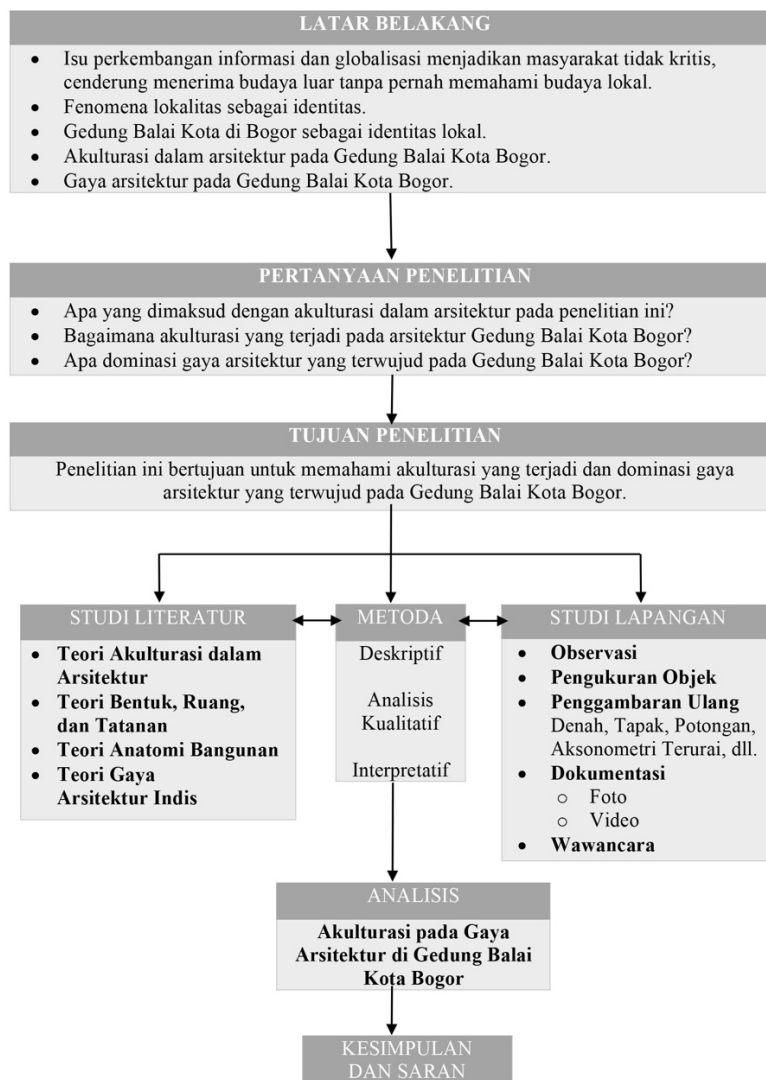 LATAR BELAKANG
• Isu perkembangan informasi dan globalisasi menjadikan masyarakat tidak kritis,
cenderung menerima budaya luar tanpa pernah memahami budaya lokal.
• Fenomena lokalitas sebagai identitas.
• Gedung Balai Kota di Bogor sebagai identitas lokal.
• Akulturasi dalam arsitektur pada Gedung Balai Kota Bogor.
• Gaya arsitektur pada Gedung Balai Kota Bogor.
PERTANYAAN PENELITIAN
• Apa yang dimaksud dengan akulturasi dalam arsitektur pada penelitian ini?
• Bagaimana akulturasi yang terjadi pada arsitektur Gedung Balai Kota Bogor?
• Apa dominasi gaya arsitektur yang terwujud pada Gedung Balai Kota Bogor?
TUJUAN PENELITIAN
Penelitian ini bertujuan untuk memahami akulturasi yang terjadi dan dominasi gaya
arsitektur yang terwujud pada Gedung Balai Kota Bogor.
STUDI LITERATUR
• Teori Akulturasi dalam
Arsitektur
• Teori Bentuk, Ruang,
dan Tatanan
• Teori Anatomi Bangunan
• Teori Gaya
Arsitektur Indis
METODA
Deskriptif
Analisis
Kualitatif
Interpretatif
STUDI LAPANGAN
• Observasi
• Pengukuran Objek
• Penggambaran Ulang
Denah, Tapak, Potongan,
Aksonometri Terurai, dll.
• Dokumentasi
o Foto
o Video
• Wawancara
ANALISIS
Akulturasi pada Gaya
Arsitektur di Gedung Balai
Kota Bogor
KESIMPULAN
DAN SARAN